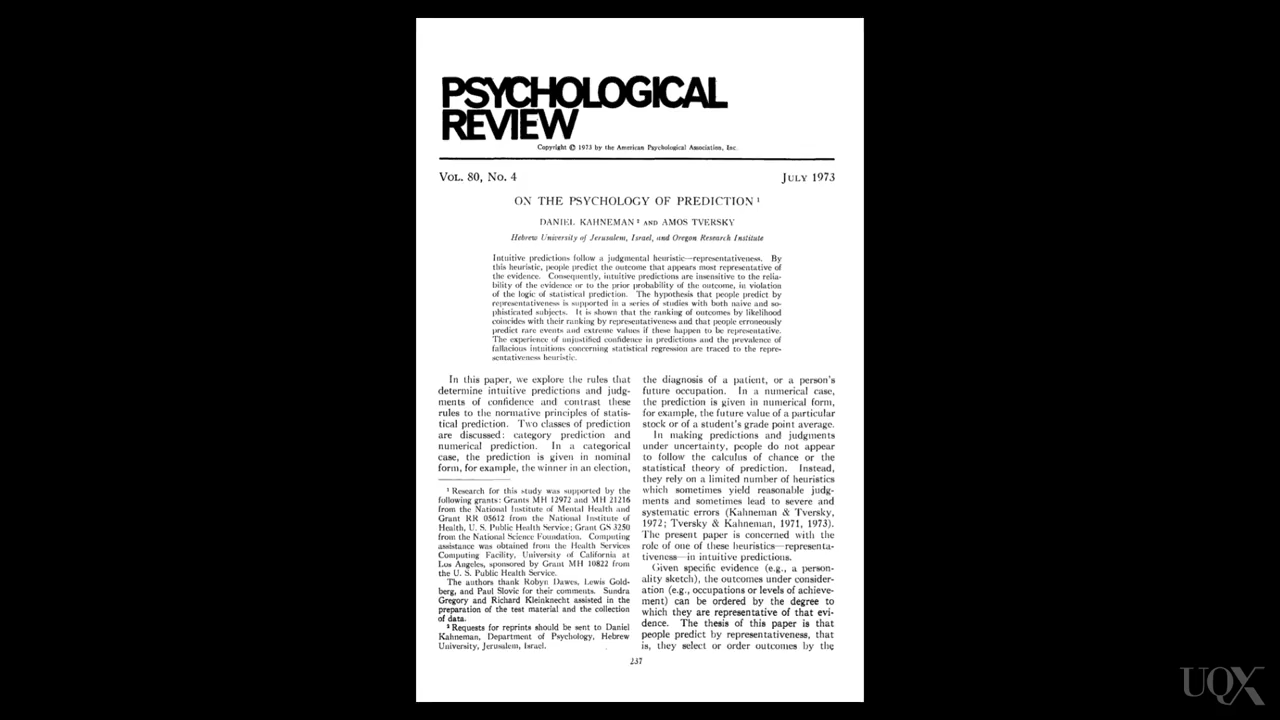 PSYCHOLOGICAL
REVIEW
Copyright © 1973 by the American Psychological Association, Inc.
VOL. 80, NO. 4 JULY 1973
ON THE PSYCHOLOGY OF PREDICTION ¹
DANIEL KAHNEMAN ² AND AMOS TVERSKY
Hebrew University of Jerusalem, Israel, and Oregon Research Institute
Intuitive predictions follow a judgmental heuristic—representativeness. By
this heuristic, people predict the outcome that appears most representative of
the evidence. Consequently, intuitive predictions are insensitive to the relia-
bility of the evidence or to the prior probability of the outcome, in violation
of the logic of statistical prediction. The hypothesis that people predict by
representativeness is supported in a series of studies with both naive and so-
phisticated subjects. It is shown that the ranking of outcomes by likelihood
coincides with their ranking by representativeness and that people erroneously
predict rare events and extreme values if these happen to be representative.
The experience of unjustified confidence in predictions and the prevalence of
fallacious intuitions concerning statistical regression are traced to the repre-
sentativeness heuristic.
In this paper, we explore the rules that
determine intuitive predictions and judg-
ments of confidence and contrast these
rules to the normative principles of statis-
tical prediction. Two classes of prediction
are discussed: category prediction and
numerical prediction. In a categorical
case, the prediction is given in nominal
form, for example, the winner in an election,
¹ Research for this study was supported by the
following grants: Grants MH 12972 and MH 21216
from the National Institute of Mental Health and
Grant RR 05612 from the National Institute of
Health, U. S. Public Health Service; Grant GS 3250
from the National Science Foundation. Computing
assistance was obtained from the Health Services
Computing Facility, University of California at
Los Angeles, sponsored by Grant MH 10822 from
the U. S. Public Health Service.
The authors thank Robyn Dawes, Lewis Gold-
berg, and Paul Slovic for their comments. Sundra
Gregory and Richard Kleinknecht assisted in the
preparation of the test material and the collection
of data.
² Requests for reprints should be sent to Daniel
Kahneman, Department of Psychology, Hebrew
University, Jerusalem, Israel.
the diagnosis of a patient, or a person's
future occupation. In a numerical case,
the prediction is given in numerical form,
for example, the future value of a particular
stock or of a student's grade point average.
In making predictions and judgments
under uncertainty, people do not appear
to follow the calculus of chance or the
statistical theory of prediction. Instead,
they rely on a limited number of heuristics
which sometimes yield reasonable judg-
ments and sometimes lead to severe and
systematic errors (Kahneman & Tversky,
1972; Tversky & Kahneman, 1971, 1973).
The present paper is concerned with the
role of one of these heuristics—representa-
tiveness—in intuitive predictions.
Given specific evidence (e.g., a person-
ality sketch), the outcomes under consider-
ation (e.g., occupations or levels of achieve-
ment) can be ordered by the degree to
which they are representative of that evi-
dence. The thesis of this paper is that
people predict by representativeness, that
is, they select or order outcomes by the
237
UQX